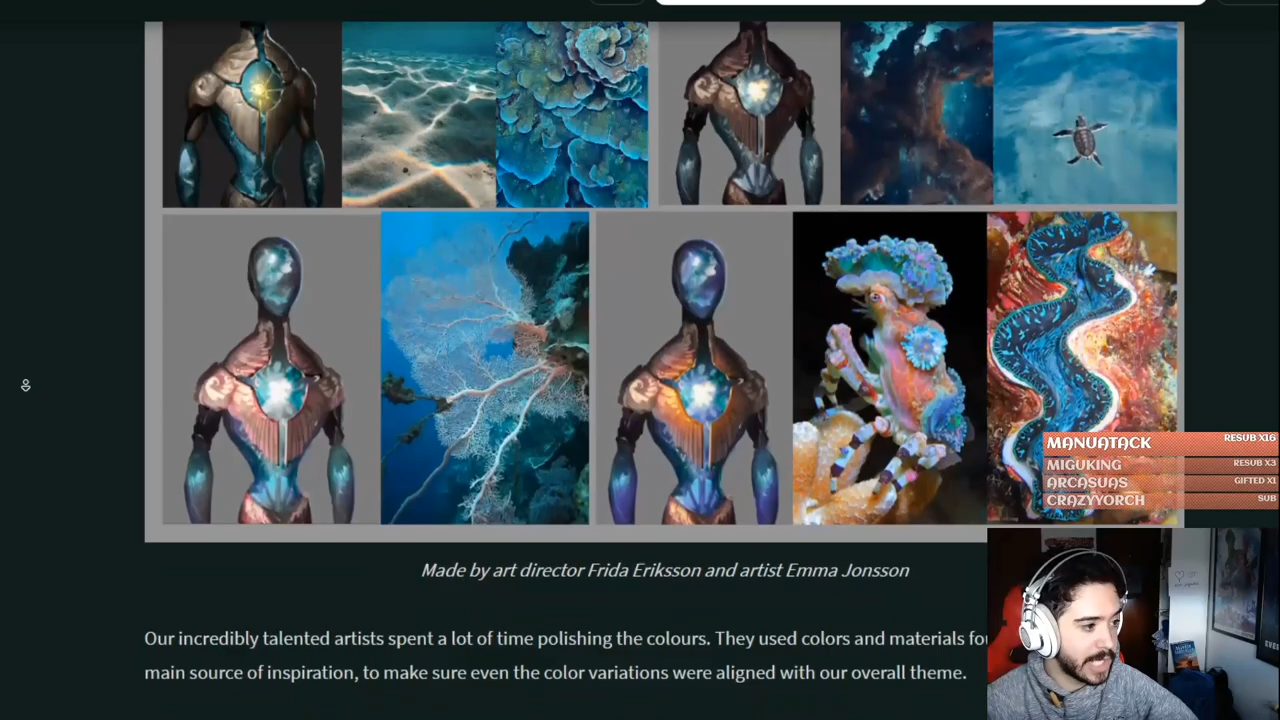 MANUATACK RESUB X16
MIGUKING RESUB X3
ARCASUAS GIFTED X1
CRAZYYORCH SUB
Made by art director Frida Eriksson and artist Emma Jonsson
Our incredibly talented artists spent a lot of time polishing the colours. They used colors and materials
main source of inspiration, to make sure even the color variations were aligned with our overall theme.